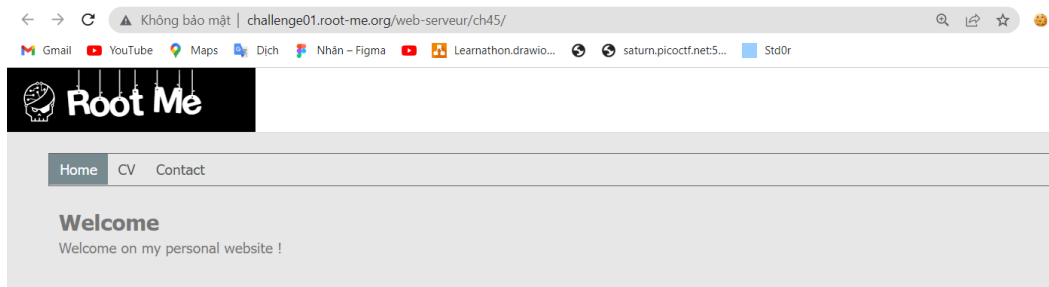 Không bảo mật | challenge01.root-me.org/web-serveur/ch45/
Gmail YouTube Maps Dịch Nhân – Figma Learnathon.drawio... saturn.picoctf.net:5... Std0r
Root Me
Home CV Contact
Welcome
Welcome on my personal website !